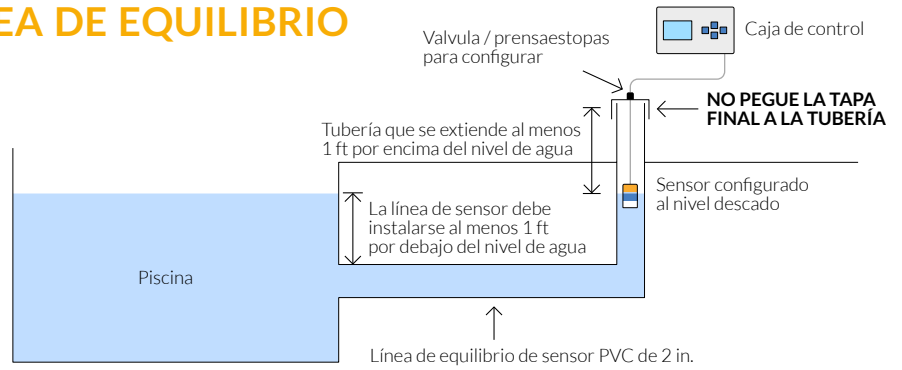 EA DE EQUILIBRIO
Valvula / prensaestopas
para configurar
Caja de control
NO PEGUE LA TAPA
FINAL A LA TUBERÍA
Tubería que se extiende al menos
1 ft por encima del nivel de agua
Sensor configurado
al nivel descado
La línea de sensor debe
instalarse al menos 1 ft
por debajo del nivel de agua
Piscina
Línea de equilibrio de sensor PVC de 2 in.